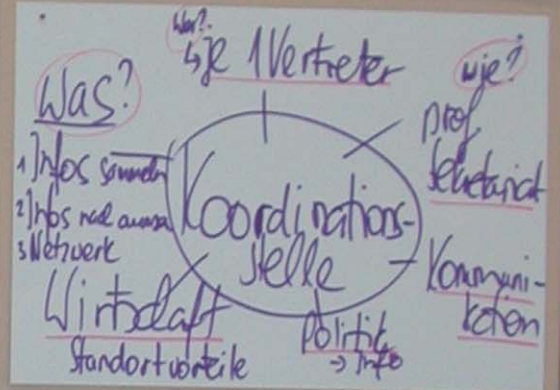 Wer?
↳ je 1 Vertreter
wie?
Was?
prof
Sekretariat
1) Infos sammeln
2) Infos nach
3 Netzwerk
Koordinations-
stelle
Kommuni-
kation
Wirtschaft
Standortvorteile
Politik
→ Info